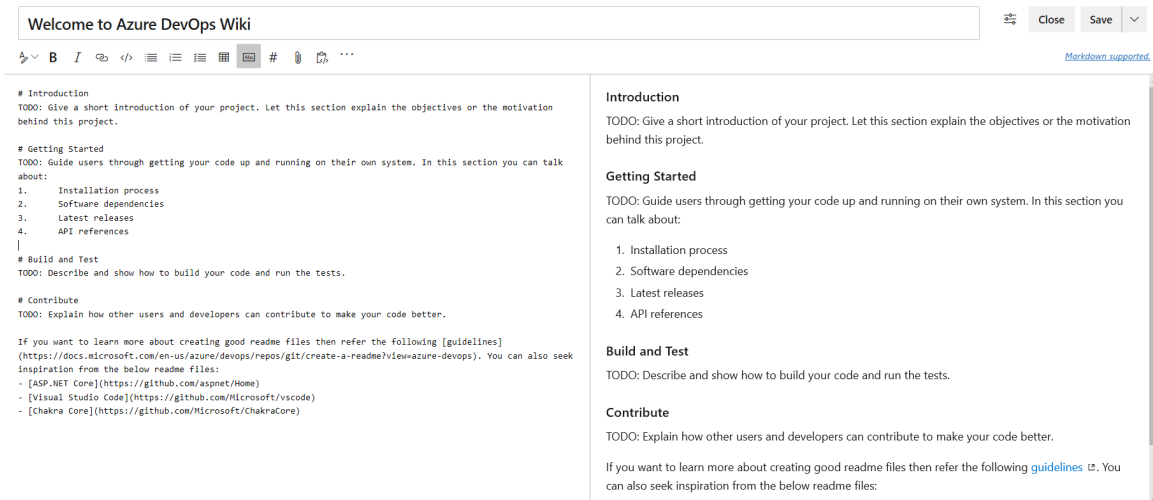 Welcome to Azure DevOps Wiki
Close
Save
B
I
</>
Abc
#
...
Markdown supported.
# Introduction
TODO: Give a short introduction of your project. Let this section explain the objectives or the motivation
behind this project.
# Getting Started
TODO: Guide users through getting your code up and running on their own system. In this section you can talk
about:
1. Installation process
2. Software dependencies
3. Latest releases
4. API references
# Build and Test
TODO: Describe and show how to build your code and run the tests.
# Contribute
TODO: Explain how other users and developers can contribute to make your code better.
If you want to learn more about creating good readme files then refer the following [guidelines]
(https://docs.microsoft.com/en-us/azure/devops/repos/git/create-a-readme?view=azure-devops). You can also seek
inspiration from the below readme files:
- [ASP.NET Core](https://github.com/aspnet/Home)
- [Visual Studio Code](https://github.com/Microsoft/vscode)
- [Chakra Core](https://github.com/Microsoft/ChakraCore)
Introduction
TODO: Give a short introduction of your project. Let this section explain the objectives or the motivation
behind this project.
Getting Started
TODO: Guide users through getting your code up and running on their own system. In this section you
can talk about:
1. Installation process
2. Software dependencies
3. Latest releases
4. API references
Build and Test
TODO: Describe and show how to build your code and run the tests.
Contribute
TODO: Explain how other users and developers can contribute to make your code better.
If you want to learn more about creating good readme files then refer the following guidelines . You
can also seek inspiration from the below readme files: